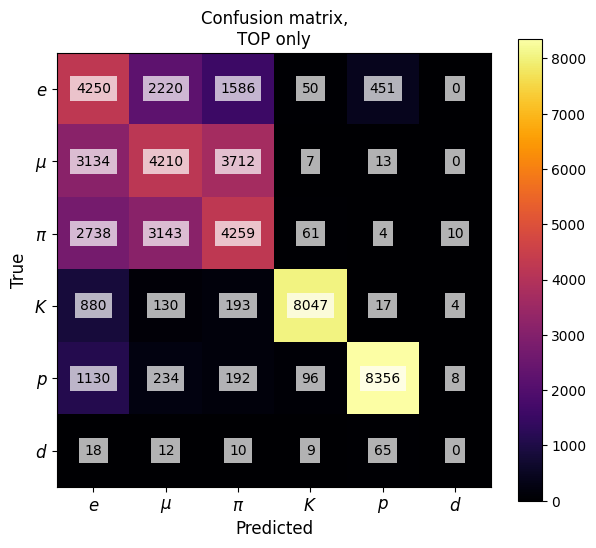 Confusion matrix,
TOP only
e 4250 2220 1586 50 451 0
μ 3134 4210 3712 7 13 0
π 2738 3143 4259 61 4 10
K 880 130 193 8047 17 4
p 1130 234 192 96 8356 8
d 18 12 10 9 65 0
e μ π K p d
Predicted
True
8000
7000
6000
5000
4000
3000
2000
1000
0